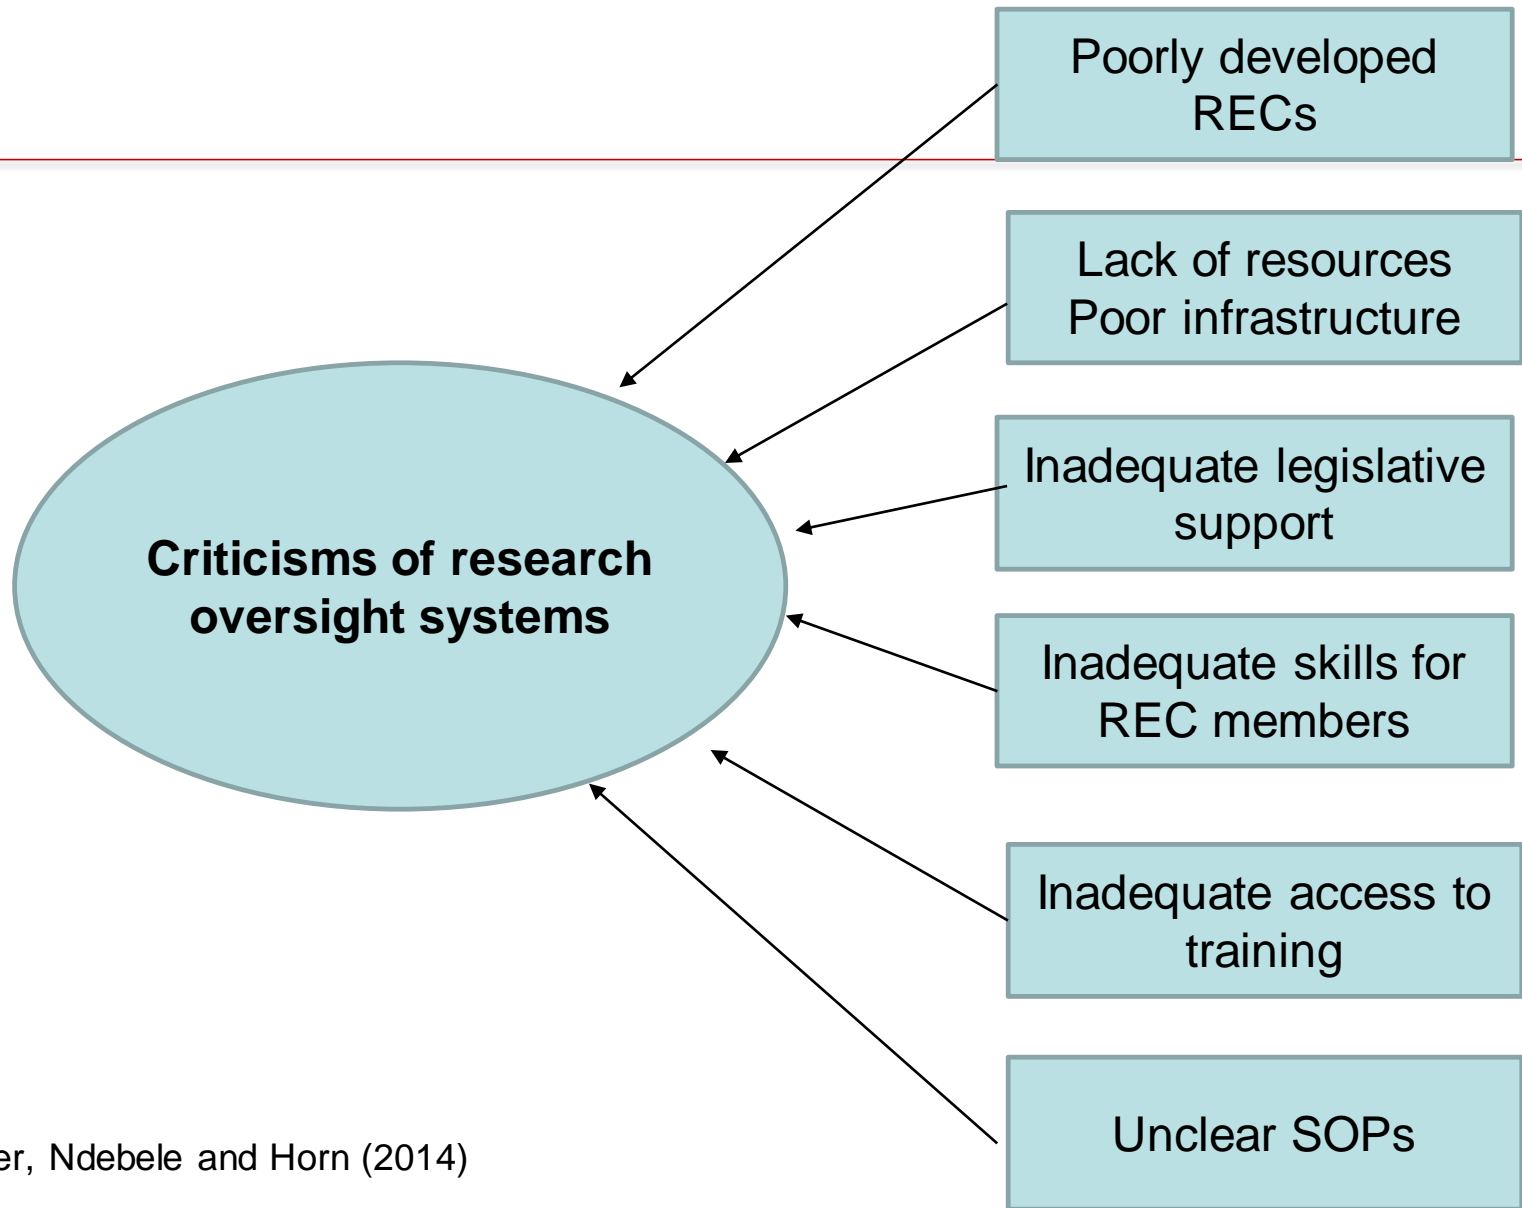 Poorly developed
RECs
Lack of resources
Poor infrastructure
Inadequate legislative
support
Criticisms of research
oversight systems
Inadequate skills for
REC members
Inadequate access to
training
Unclear SOPs
Ndebele and Horn (2014)